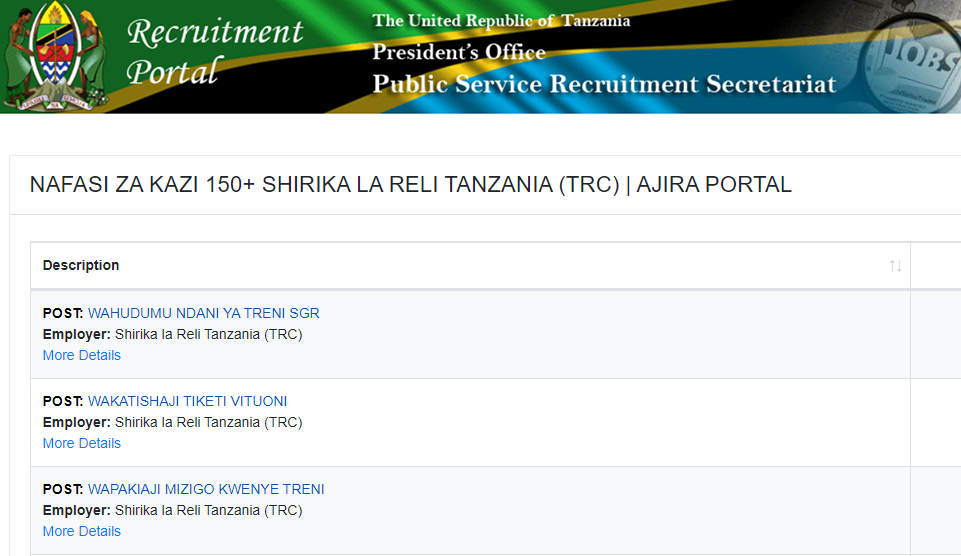 Recruitment
Portal
The United Republic of Tanzania
President's Office
Public Service Recruitment Secretariat
JOBS
NAFASI ZA KAZI 150+ SHIRIKA LA RELI TANZANIA (TRC) | AJIRA PORTAL
Description
POST: WAHUDUMU NDANI YA TRENI SGR
Employer: Shirika la Reli Tanzania (TRC)
More Details
POST: WAKATISHAJI TIKETI VITUONI
Employer: Shirika la Reli Tanzania (TRC)
More Details
POST: WAPAKIAJI MIZIGO KWENYE TRENI
Employer: Shirika la Reli Tanzania (TRC)
More Details